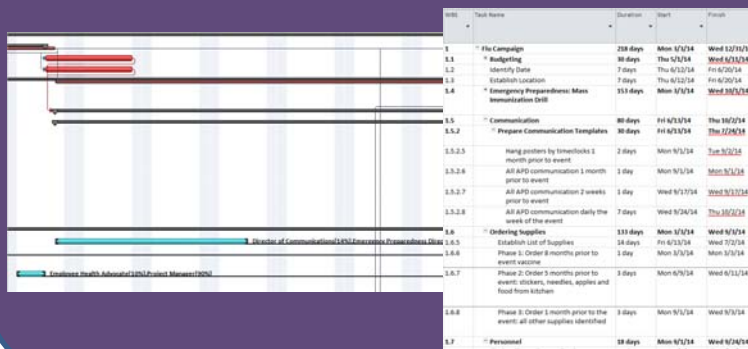 WBS Task Name Duration Start Finish
1 Flu Campaign 218 days Mon 3/3/14 Wed 12/31/1
1.1 Budgeting 30 days Thu 5/1/14 Wed 6/11/14
1.2 Identify Date 7 days Thu 6/12/14 Fri 6/20/14
1.3 Establish Location 7 days Thu 6/12/14 Fri 6/20/14
1.4 Emergency Preparedness: Mass 153 days Mon 3/3/14 Wed 10/1/14
Immunization Drill
1.5 Communication 80 days Fri 6/13/14 Thu 10/2/14
1.5.2 Prepare Communication Templates 30 days Fri 6/13/14 Thu 7/24/14
1.5.2.5 Hang posters by timeclocks 1 2 days Mon 9/1/14 Tue 9/2/14
month prior to event
1.5.2.6 All APD communication 1 month 1 day Mon 9/1/14 Mon 9/1/14
prior to event
1.5.2.7 All APD communication 2 weeks 1 day Wed 9/17/14 Wed 9/17/14
prior to event
1.5.2.8 All APD communication daily the 7 days Wed 9/24/14 Thu 10/2/14
week of the event
1.6 Ordering Supplies 133 days Mon 3/3/14 Wed 9/3/14
1.6.5 Establish List of Supplies 14 days Fri 6/13/14 Wed 7/2/14
1.6.6 Phase 1: Order 8 months prior to 1 day Mon 3/3/14 Mon 3/3/14
event vaccine
1.6.7 Phase 2: Order 5 months prior to 3 days Mon 6/9/14 Wed 6/11/14
event: stickers, needles, apples and
food from kitchen
1.6.8 Phase 3: Order 1 month prior to the 3 days Mon 9/1/14 Wed 9/3/14
event: all other supplies identified
1.7 Personnel 18 days Mon 9/1/14 Wed 9/24/14
Director of Communications[14%],Emergency Preparedness Direc
Employee Health Advocate[10%],Project Manager[90%]